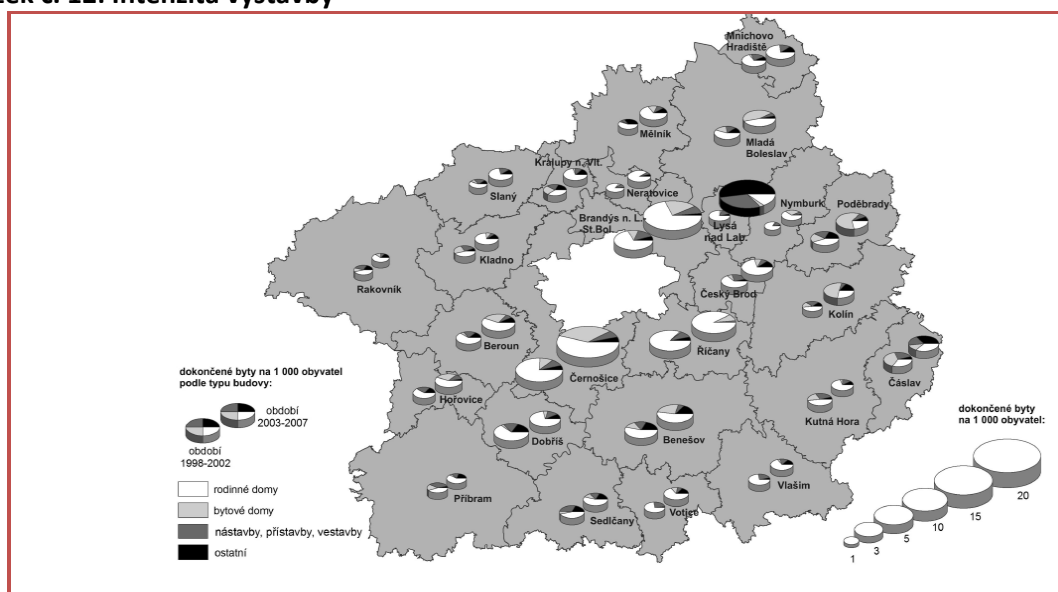 Intenzita výstavby
Mnichovo
Hradiště
Mělník
Mladá
Boleslav
Kralupy n. Vlt.
Slaný
Neratovice
Nymburk
Poděbrady
Brandýs n. L.-
-St.Bol.
Lysá
nad Lab.
Kladno
Rakovník
Český Brod
Kolín
Beroun
Říčany
Černošice
Čáslav
Hořovice
Kutná Hora
Dobříš
Benešov
Vlašim
Příbram
Sedlčany
Votice
dokončené byty na 1 000 obyvatel
podle typu budovy:
období
2003-2007
období
1998-2002
rodinné domy
bytové domy
nástavby, přístavby, vestavby
ostatní
dokončené byty
na 1 000 obyvatel:
20
15
10
5
3
1